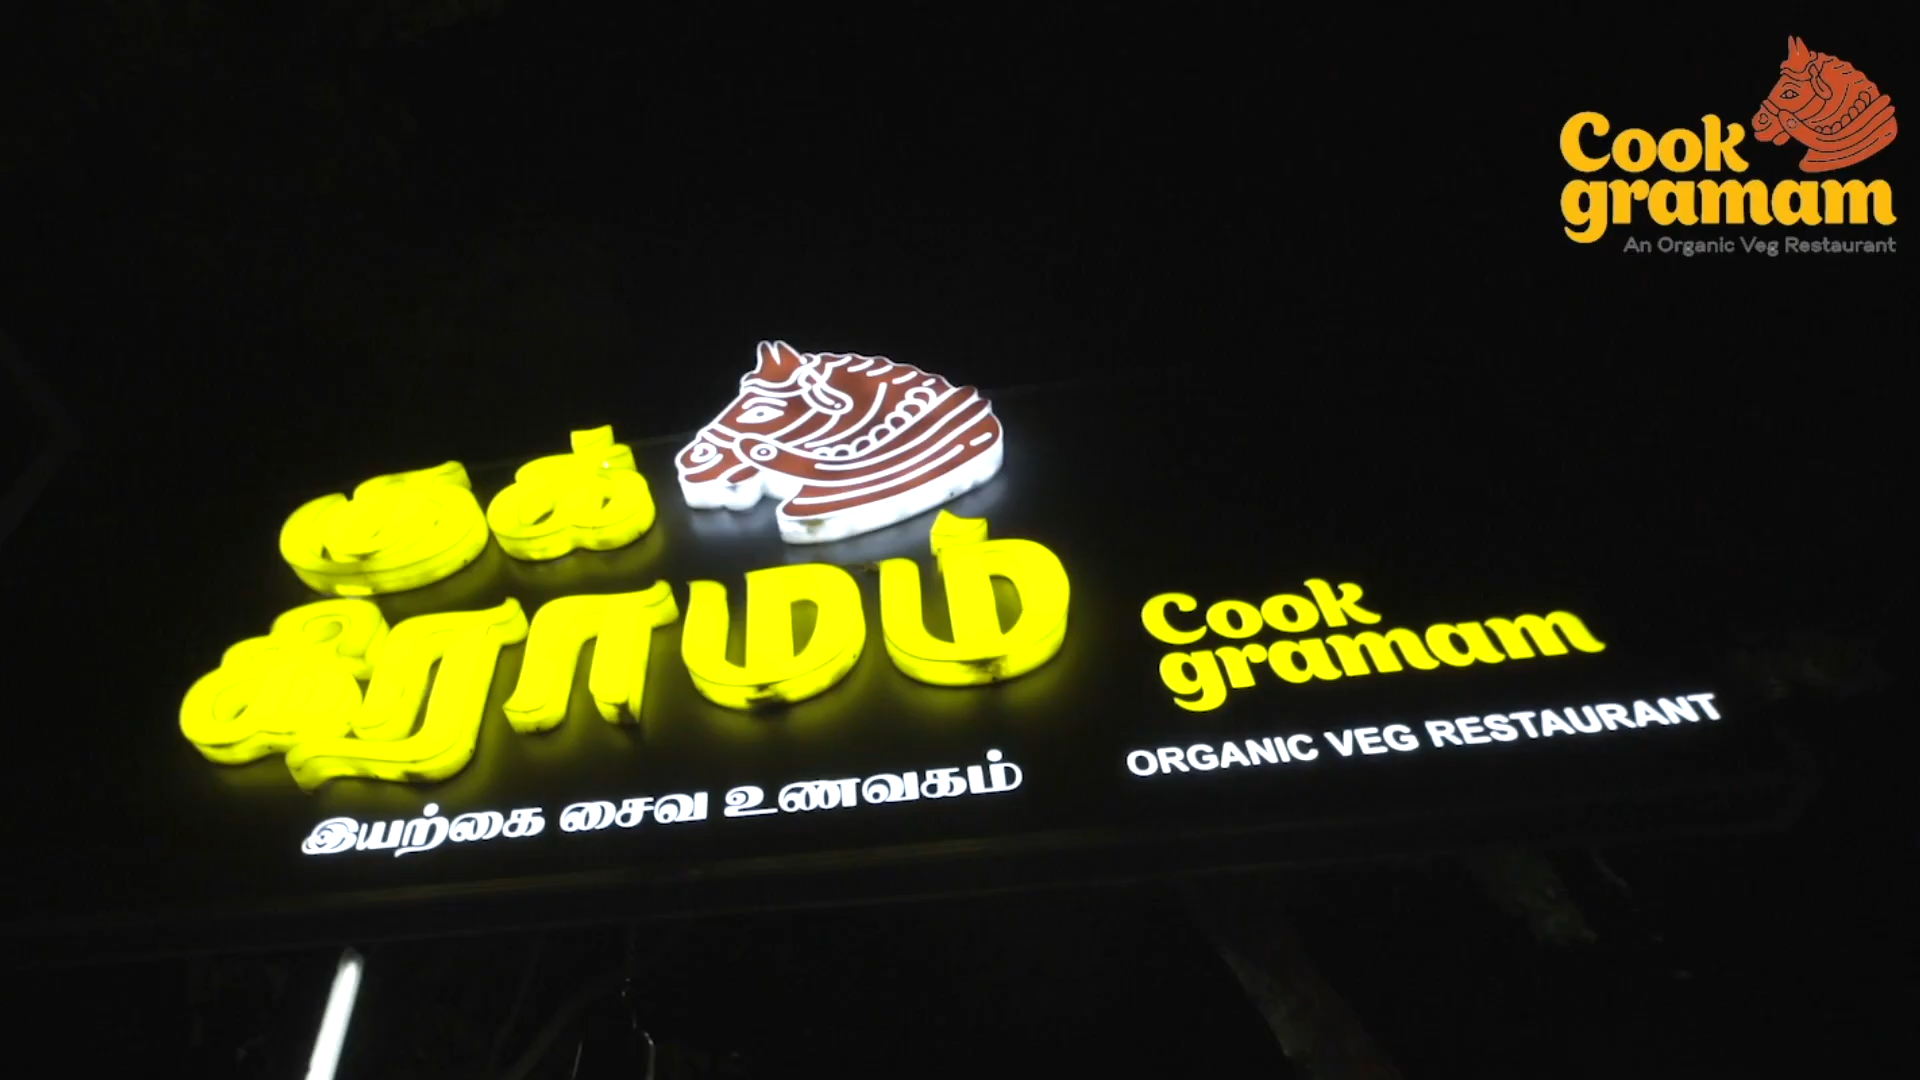 Cook
gramam
An Organic Veg Restaurant
குக்
கிராமம்
இயற்கை சைவ உணவகம்
Cook
gramam
ORGANIC VEG RESTAURANT